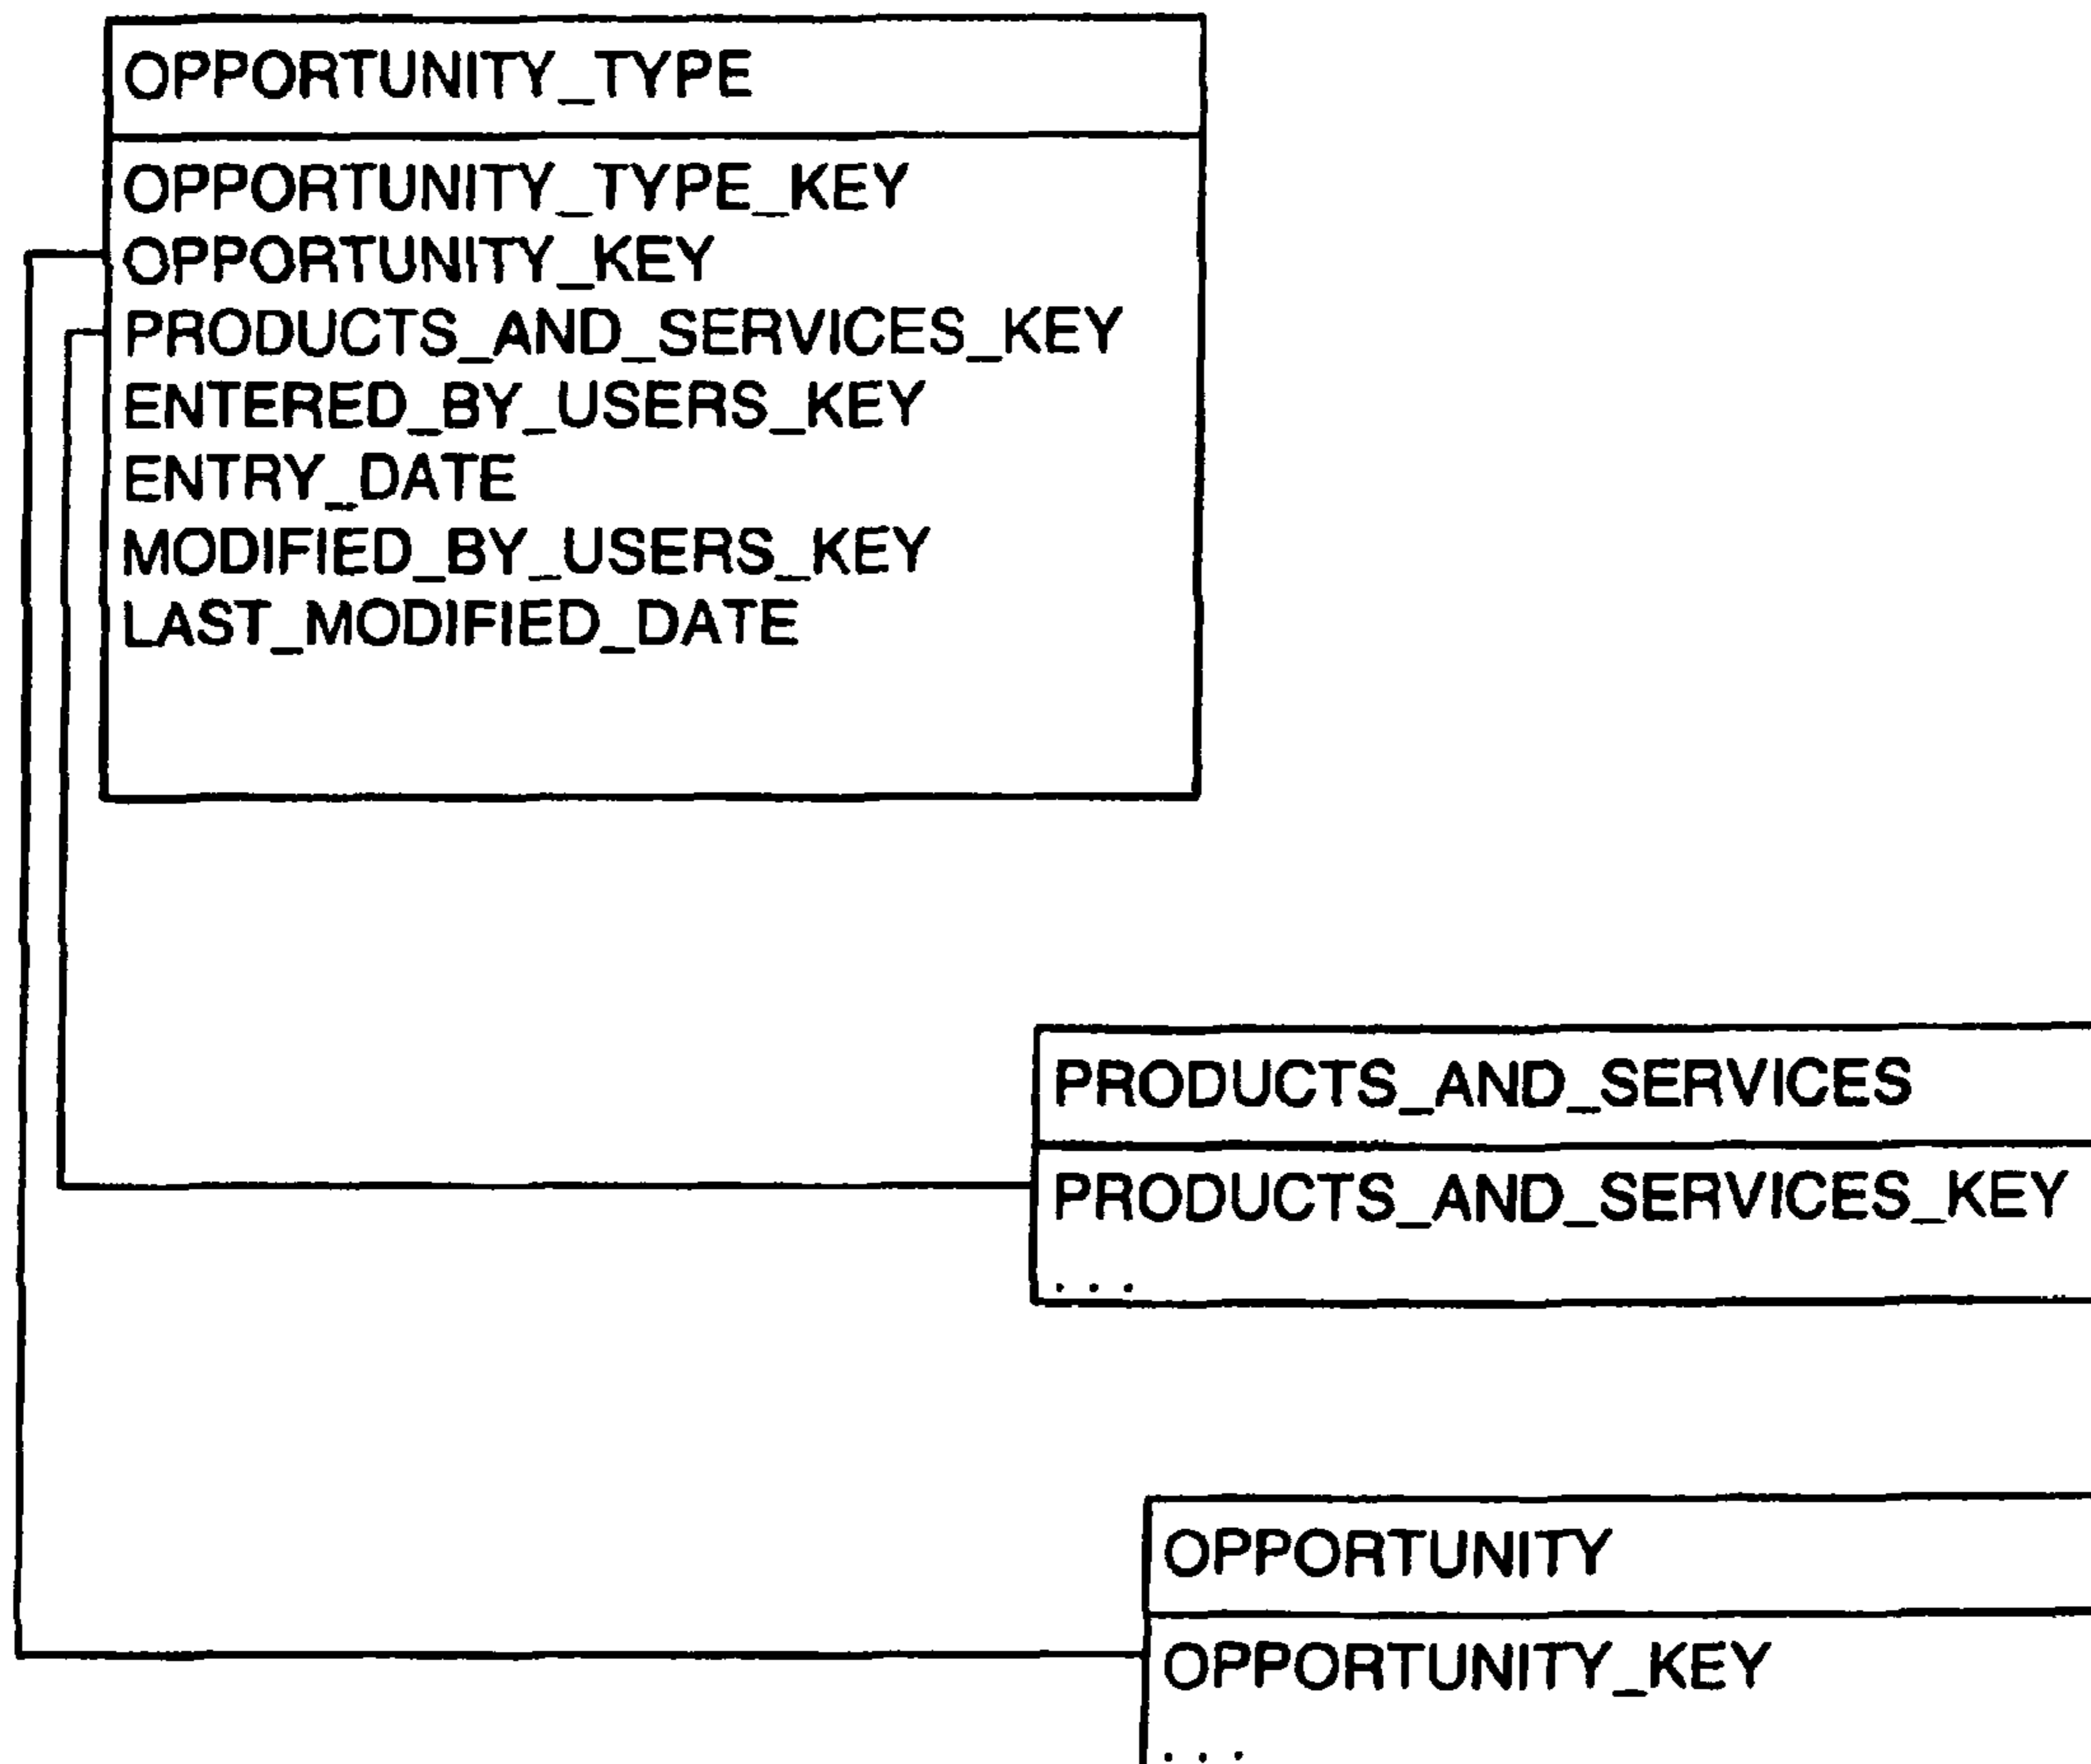 OPPORTUNITY_TYPE
OPPORTUNITY_TYPE_KEY
OPPORTUNITY_KEY
PRODUCTS_AND_SERVICES_KEY
ENTERED_BY_USERS_KEY
ENTRY_DATE
MODIFIED_BY_USERS_KEY
LAST_MODIFIED_DATE
PRODUCTS_AND_SERVICES
PRODUCTS_AND_SERVICES_KEY
. . .
OPPORTUNITY
OPPORTUNITY_KEY
. . .